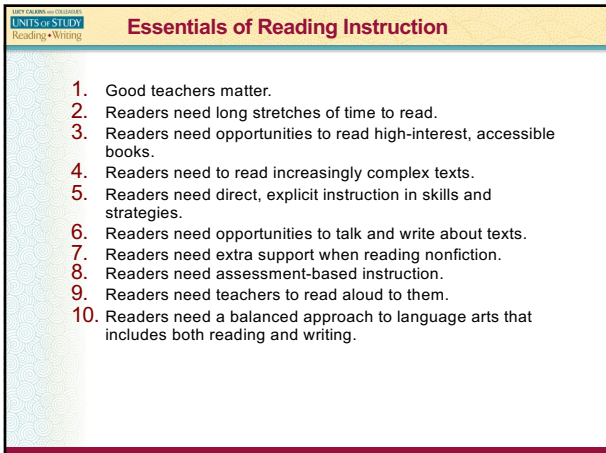 LUCY CALKINS AND COLLEAGUES
UNITS OF STUDY
Reading•Writing
Essentials of Reading Instruction
1. Good teachers matter.
2. Readers need long stretches of time to read.
3. Readers need opportunities to read high-interest, accessible
books.
4. Readers need to read increasingly complex texts.
5. Readers need direct, explicit instruction in skills and
strategies.
6. Readers need opportunities to talk and write about texts.
7. Readers need extra support when reading nonfiction.
8. Readers need assessment-based instruction.
9. Readers need teachers to read aloud to them.
10. Readers need a balanced approach to language arts that
includes both reading and writing.